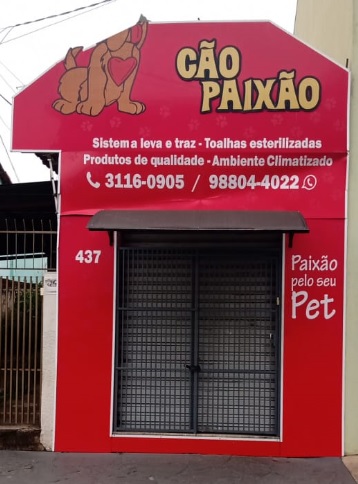 CÃO
PAIXÃO
Sistema leva e traz - Toalhas esterilizadas
Produtos de qualidade - Ambiente Climatizado
3116-0905 / 98804-4022
437
Paixão
pelo seu
Pet